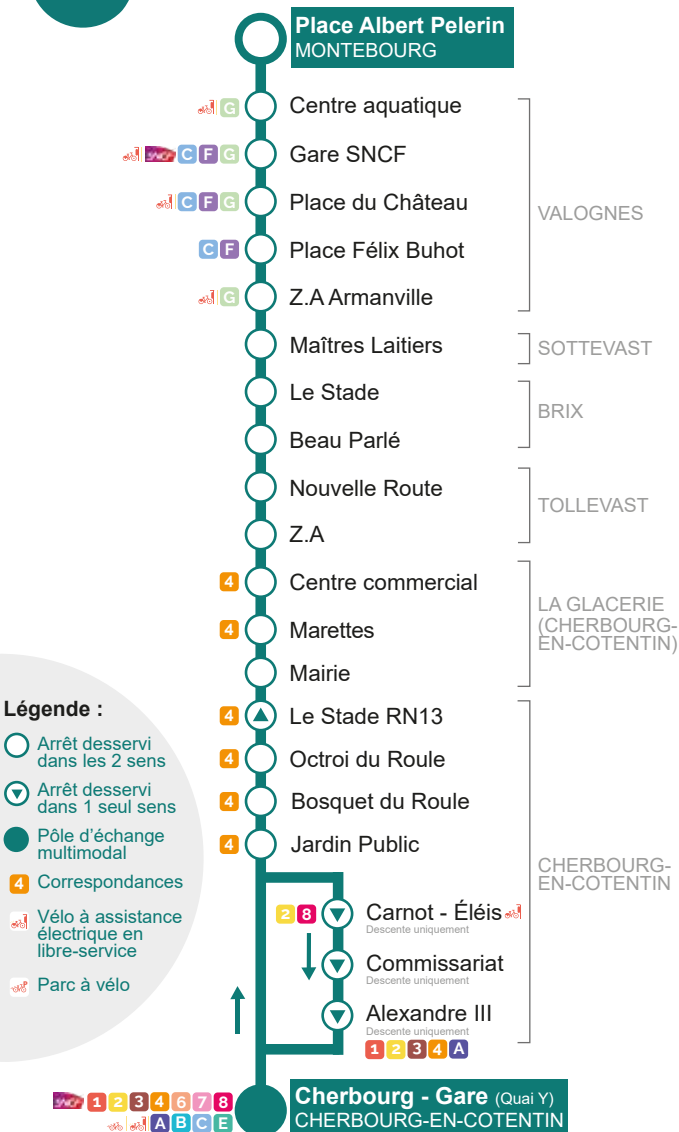 Place Albert Pelerin
MONTEBOURG
G Centre aquatique
SNCF C F G Gare SNCF
C F G Place du Château
VALOGNES
C F Place Félix Buhot
G Z.A Armanville
Maîtres Laitiers
SOTTEVAST
Le Stade
BRIX
Beau Parlé
Nouvelle Route
TOLLEVAST
Z.A
4 Centre commercial
LA GLACERIE
(CHERBOURG-
EN-COTENTIN)
4 Marettes
Mairie
4 Le Stade RN13
4 Octroi du Roule
4 Bosquet du Roule
4 Jardin Public
CHERBOURG-
EN-COTENTIN
2 8 Carnot - Éléis
Descente uniquement
Commissariat
Descente uniquement
Alexandre III
Descente uniquement
1 2 3 4 A
SNCF 1 2 3 4 6 7 8
A B C E
Cherbourg - Gare (Quai Y)
CHERBOURG-EN-COTENTIN
Légende :
Arrêt desservi
dans les 2 sens
Arrêt desservi
dans 1 seul sens
Pôle d'échange
multimodal
4 Correspondances
Vélo à assistance
électrique en
libre-service
Parc à vélo